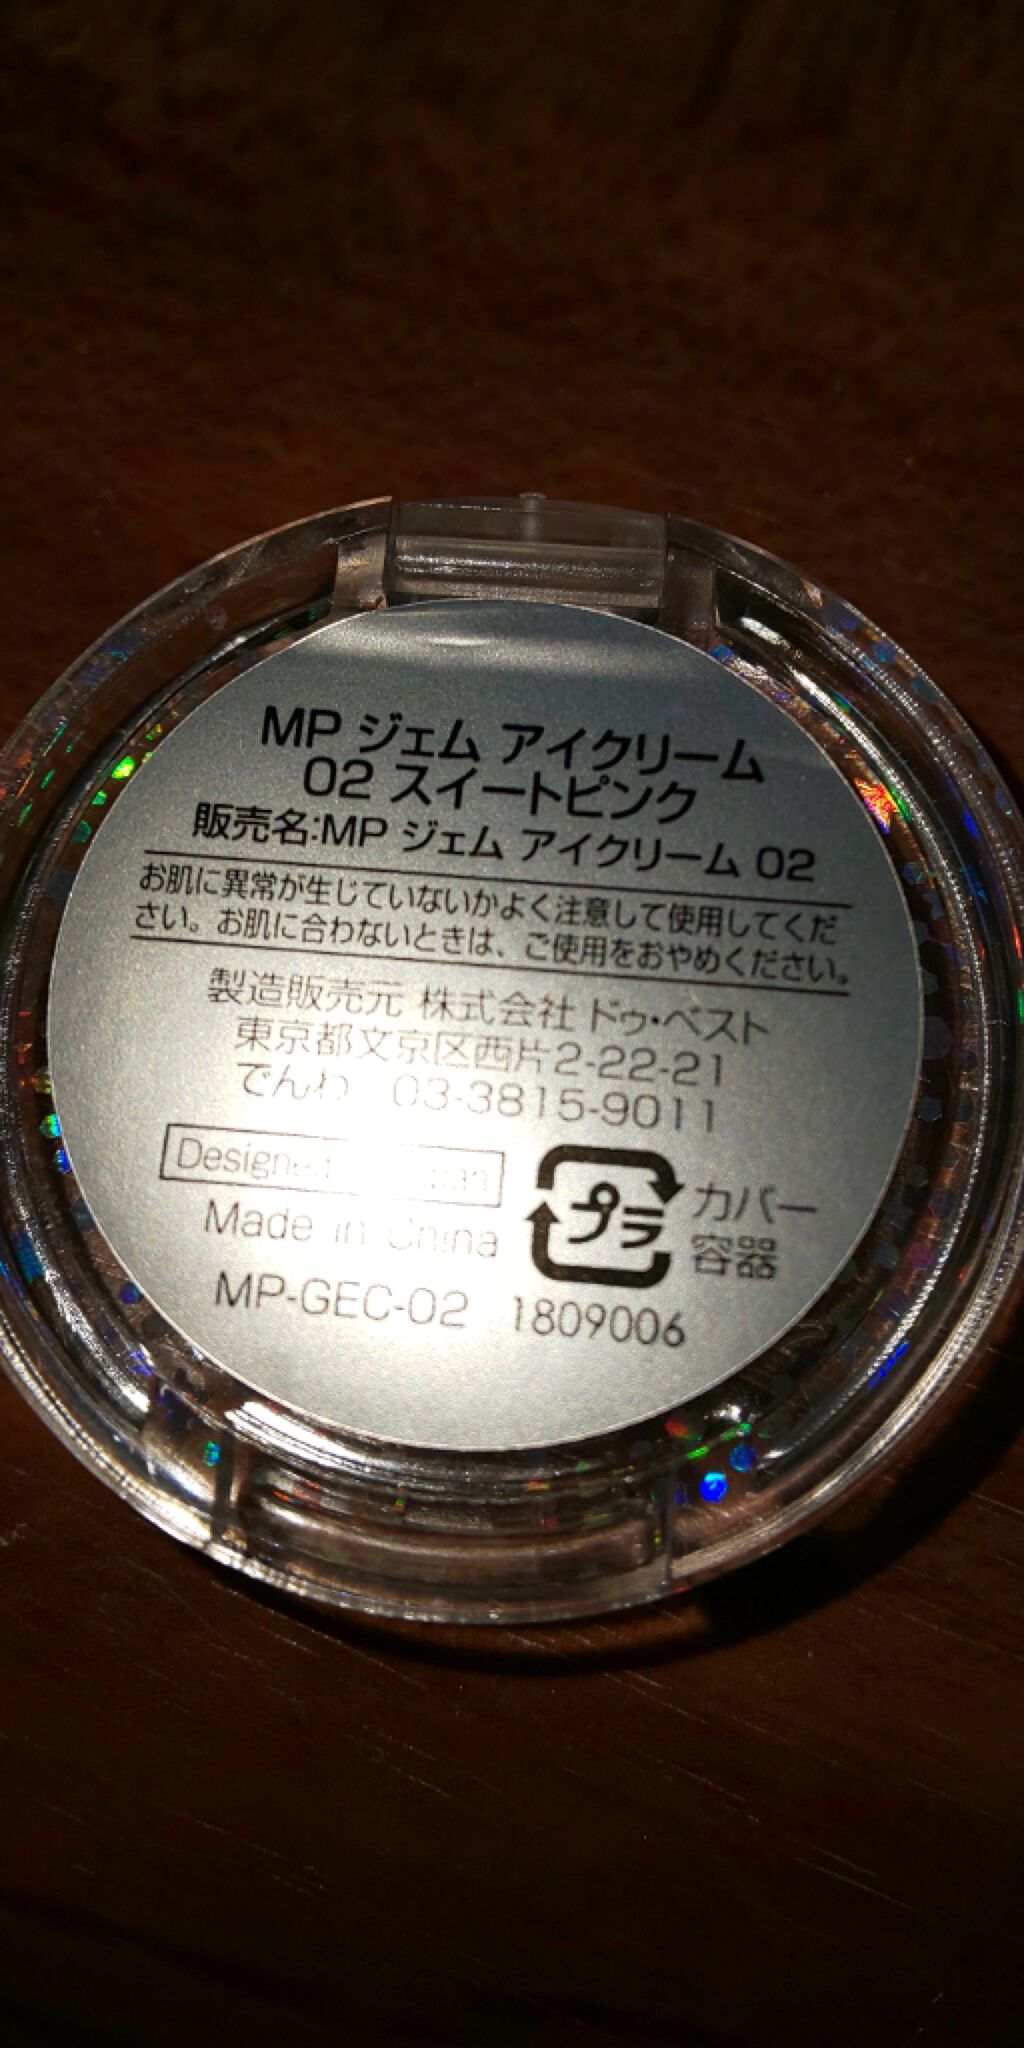 MP ジェム アイクリーム
02 スイートピンク
販売名:MP ジェム アイクリーム 02
お肌に異常が生じていないかよく注意して使用してくだ
さい。お肌に合わないときは、ご使用をおやめください。
製造販売元 株式会社 ドゥ・ベスト
東京都文京区西片2-22-21
でんわ 03-3815-9011
Designed
Made in China
プラ
カバー
容器
MP-GEC-02 1809006